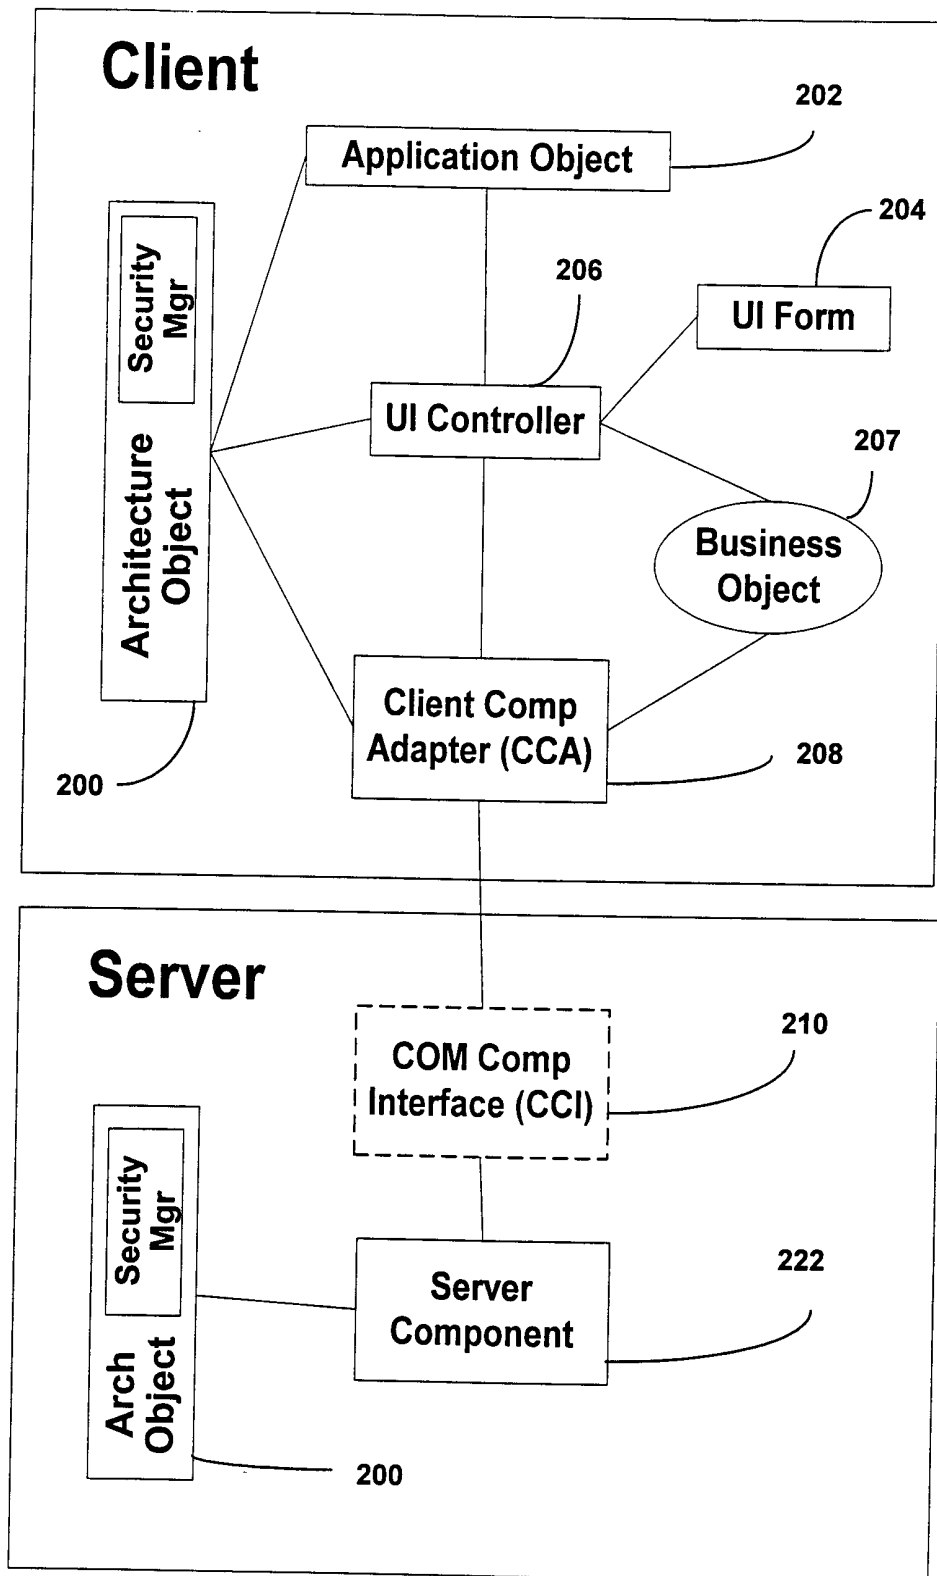 Client
202
Application Object
204
Security
Mgr
206
UI Form
UI Controller
207
Architecture
Object
Business
Object
Client Comp
Adapter (CCA)
208
200
Server
210
COM Comp
Interface (CCI)
Security
Mgr
222
Server
Component
Arch
Object
200